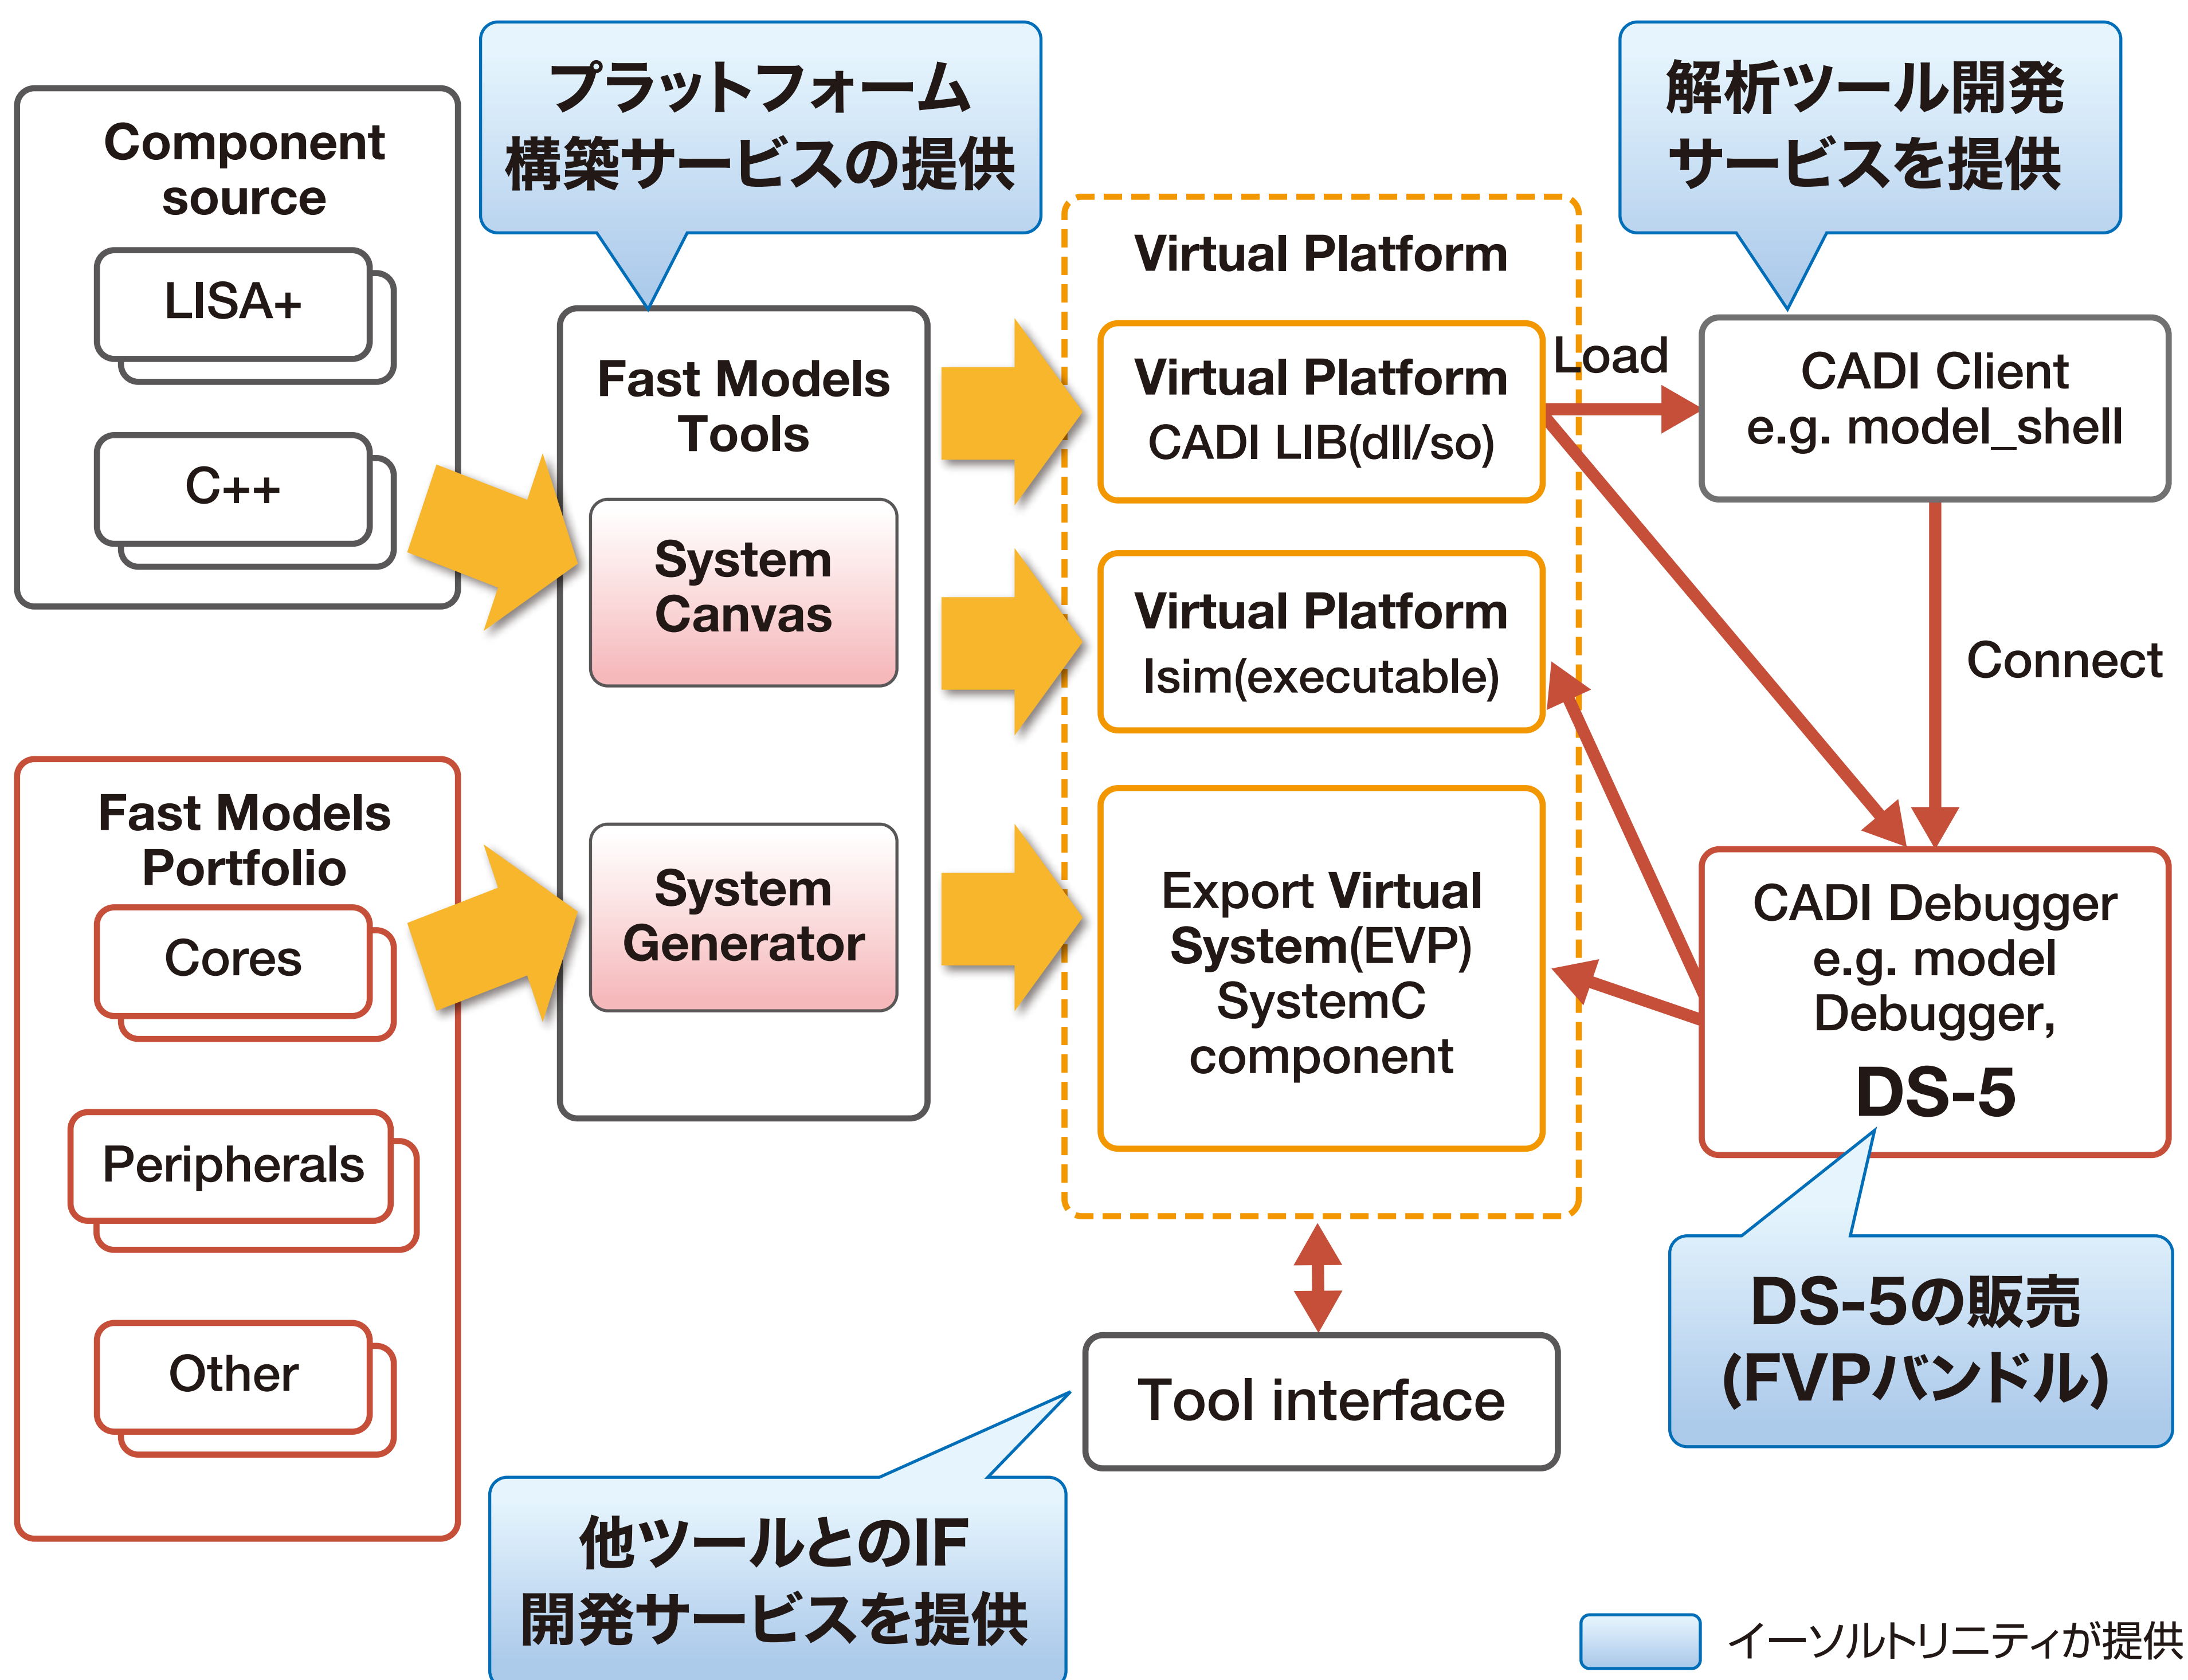 プラットフォーム
構築サービスの提供
解析ツール開発
サービスを提供
Component
source
LISA+
C++
Fast Models
Portfolio
Cores
Peripherals
Other
Fast Models
Tools
System
Canvas
System
Generator
Virtual Platform
Virtual Platform
CADI LIB(dll/so)
Virtual Platform
Isim(executable)
Export Virtual
System(EVP)
SystemC
component
Load
CADI Client
e.g. model_shell
Connect
CADI Debugger
e.g. model
Debugger,
DS-5
DS-5の販売
(FVPバンドル)
Tool interface
他ツールとのIF
開発サービスを提供
イーソルトリニティが提供